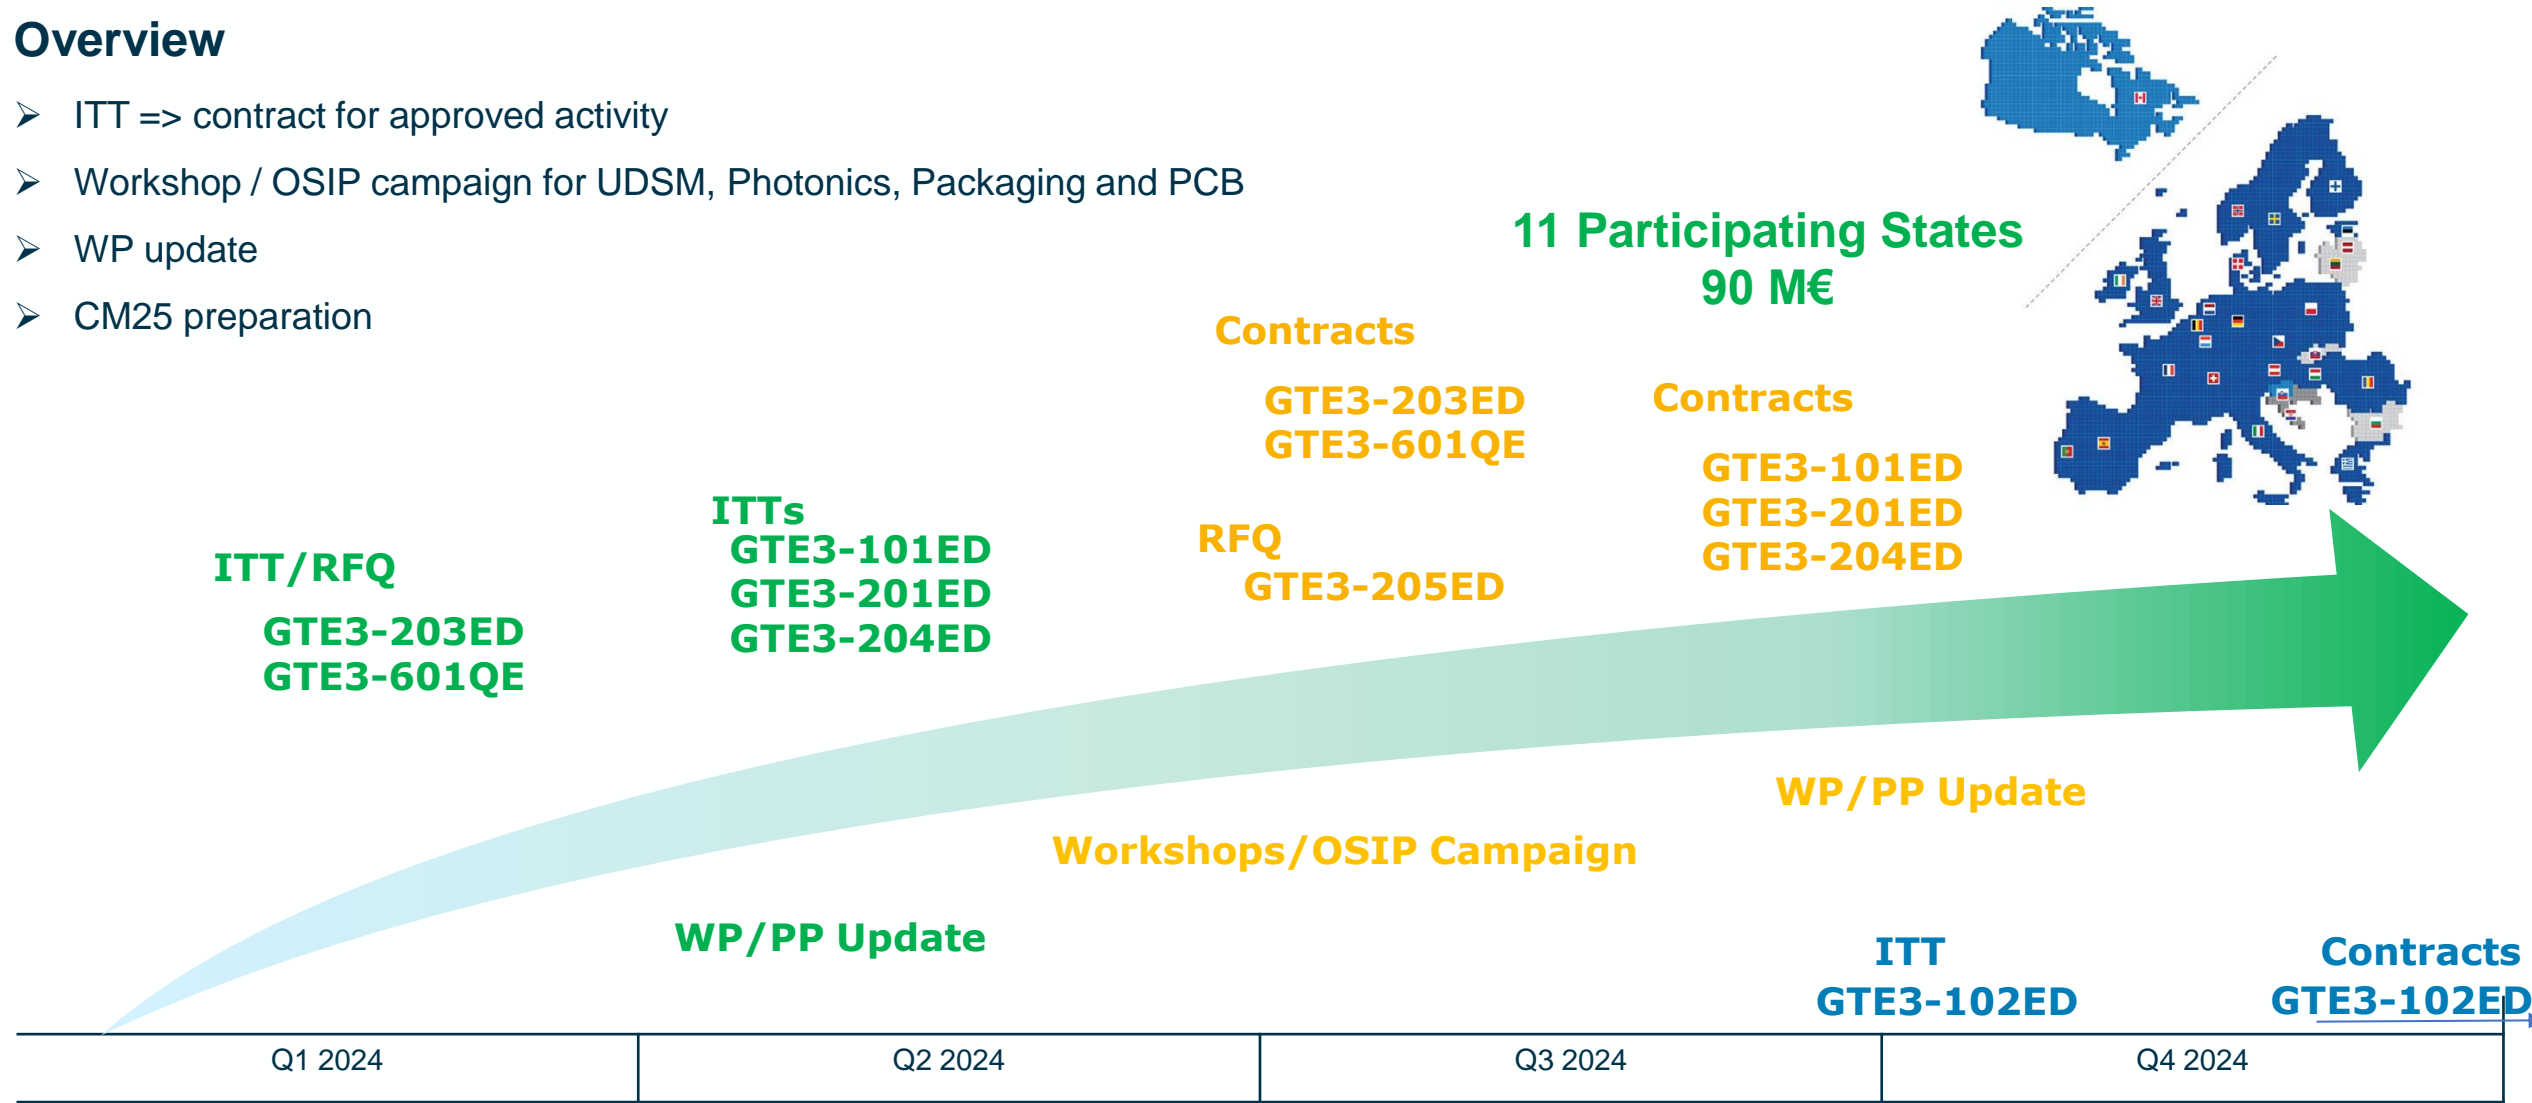 Overview
➢ ITT => contract for approved activity
➢ Workshop / OSIP campaign for UDSM, Photonics, Packaging and PCB
➢ WP update
➢ CM25 preparation
11 Participating States
90 M€
ITT/RFQ
GTE3-203ED
GTE3-601QE
ITTs
GTE3-101ED
GTE3-201ED
GTE3-204ED
Contracts
GTE3-203ED
GTE3-601QE
RFQ
GTE3-205ED
Contracts
GTE3-101ED
GTE3-201ED
GTE3-204ED
WP/PP Update
Workshops/OSIP Campaign
WP/PP Update
ITT
GTE3-102ED
Contracts
GTE3-102ED
Q1 2024
Q2 2024
Q3 2024
Q4 2024